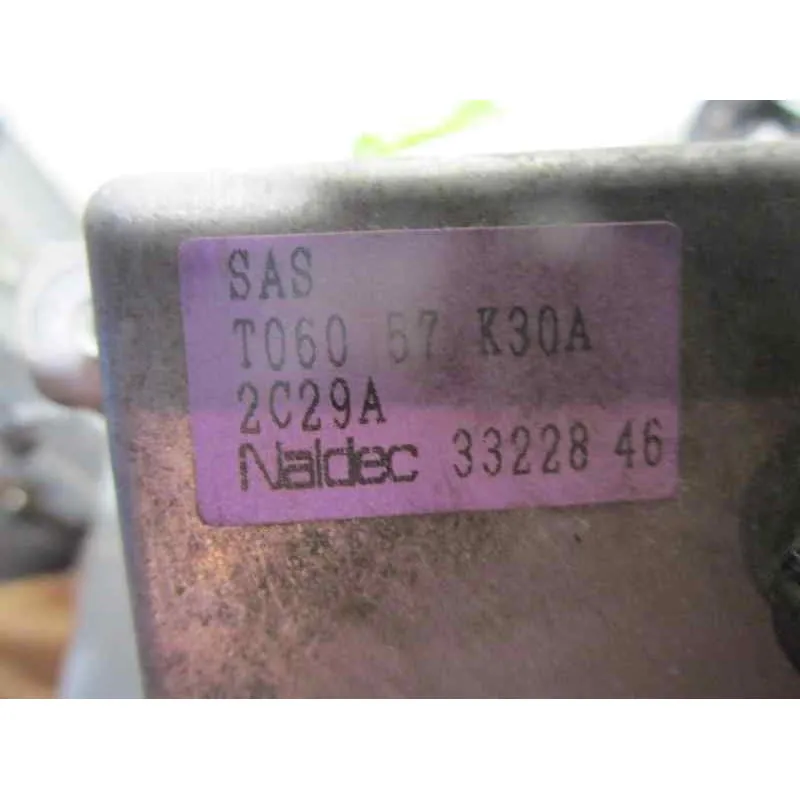 SAS
T060 57 K30A
2C29A
Naldec 33228 46